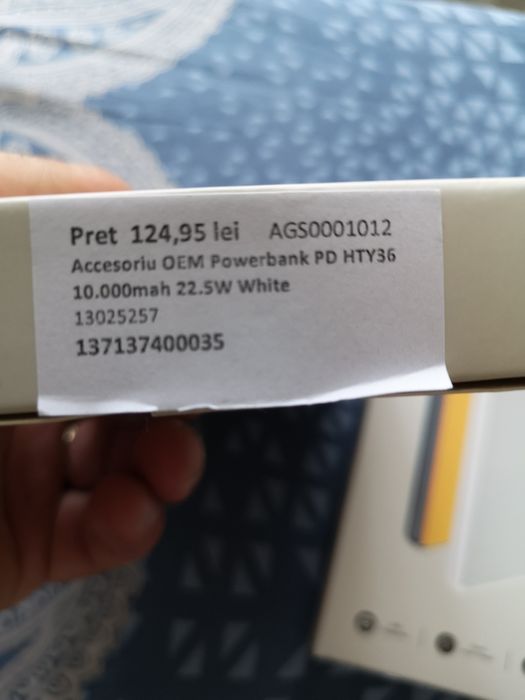 Pret 124,95 lei AGS0001012
Accesoriu OEM Powerbank PD HTY36
10.000mah 22.5W White
13025257
137137400035